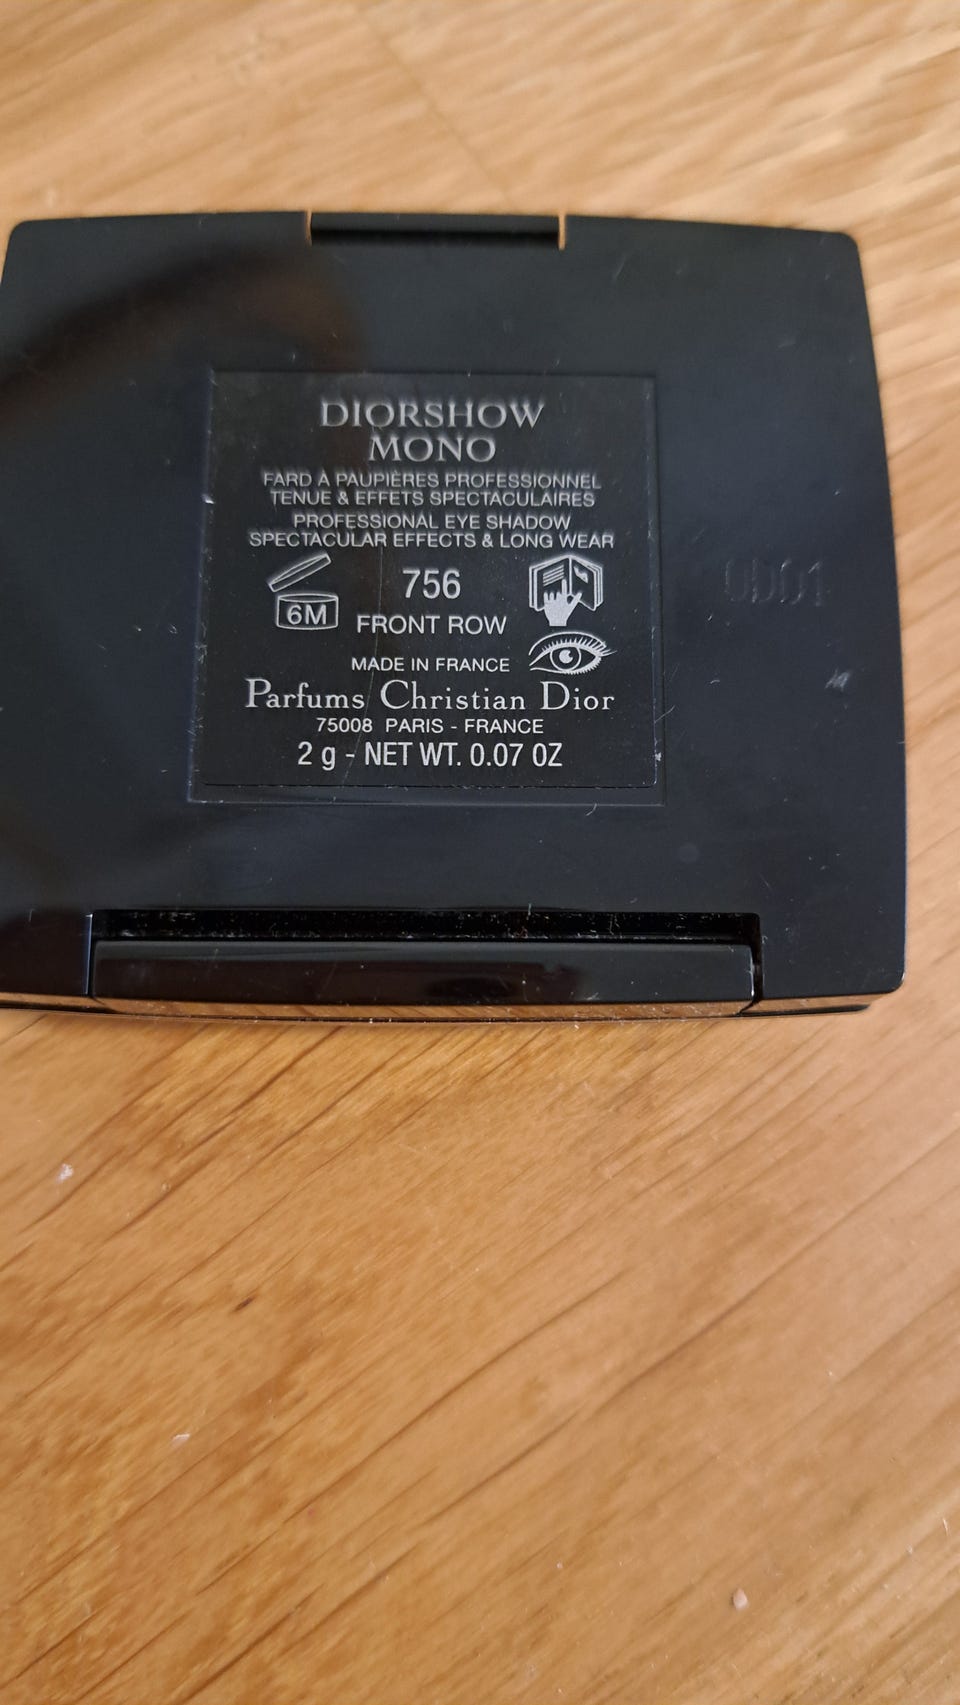 DIORSHOW
MONO
FARD À PAUPIÈRES PROFESSIONNEL
TENUE & EFFETS SPECTACULAIRES
PROFESSIONAL EYE SHADOW
SPECTACULAR EFFECTS & LONG WEAR
6M
756
FRONT ROW
MADE IN FRANCE
Parfums Christian Dior
75008 PARIS - FRANCE
2 g - NET WT. 0.07 OZ